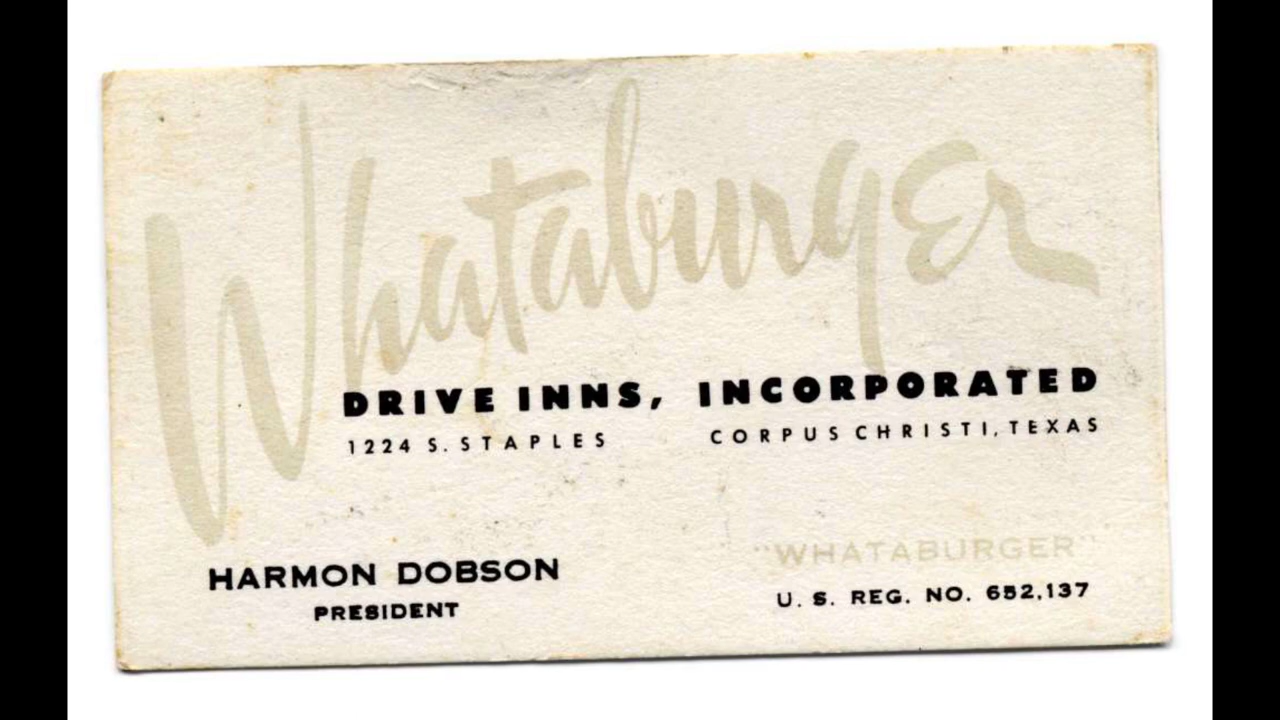 Whataburger
DRIVE INNS, INCORPORATED
1224 S. STAPLES CORPUS CHRISTI, TEXAS
HARMON DOBSON
PRESIDENT
"WHATABURGER"
U. S. REG. NO. 652,137